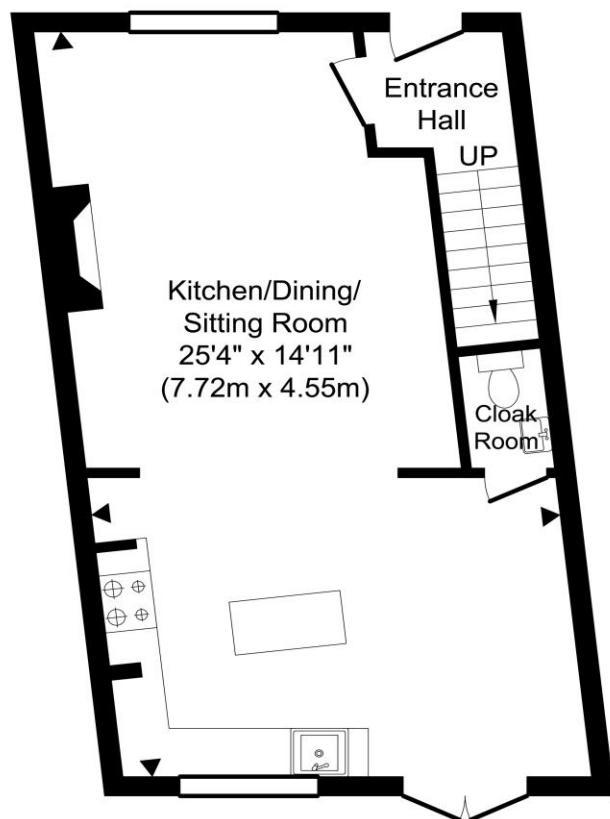 Entrance
Hall
UP
Kitchen/Dining/
Sitting Room
25'4" x 14'11"
(7.72m x 4.55m)
Cloak
Room